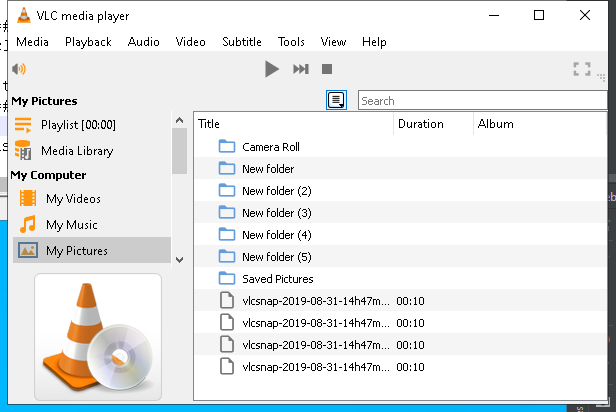 VLC media player
Media Playback Audio Video Subtitle Tools View Help
My Pictures
Playlist [00:00]
Media Library
My Computer
My Videos
My Music
My Pictures
Search
Title Duration Album
Camera Roll
New folder
New folder (2)
New folder (3)
New folder (4)
New folder (5)
Saved Pictures
vlcsnap-2019-08-31-14h47m... 00:10
vlcsnap-2019-08-31-14h47m... 00:10
vlcsnap-2019-08-31-14h47m... 00:10
vlcsnap-2019-08-31-14h47m... 00:10